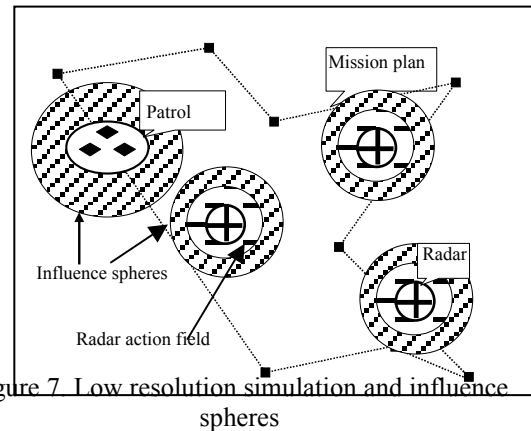 Mission plan
Patrol
Radar
Influence spheres
Radar action field
gure 7. Low resolution simulation and influence
spheres